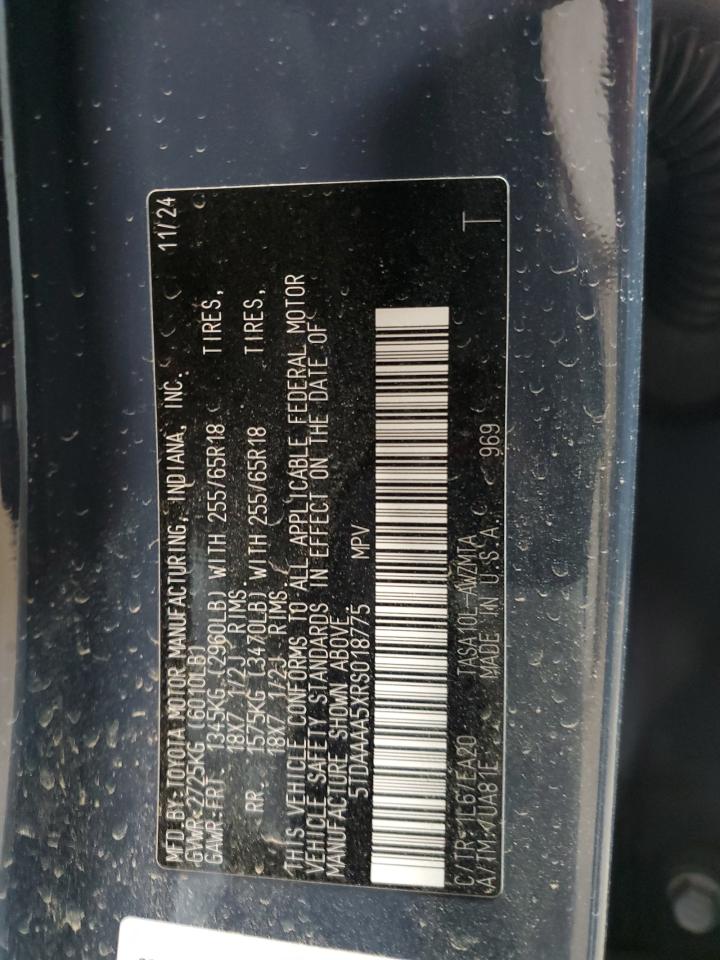 MFD BY: TOYOTA MOTOR MANUFACTURING, INDIANA, INC. 11/24
GVWR 2725KG (6010LB)
GAWR:FRT. 1345KG (2960LB) WITH 255/65R18 TIRES,
18X7 1/2J RIMS.
RR. 1575KG (3470LB) WITH 255/65R18 TIRES,
18X7 1/2J RIMS.
THIS VEHICLE CONFORMS TO ALL APPLICABLE FEDERAL MOTOR
VEHICLE SAFETY STANDARDS IN EFFECT ON THE DATE OF
MANUFACTURE SHOWN ABOVE.
5TDAAAA5XRS018775 MPV
T
C/TR: 1L67/EA20 TASA10L-AWZMTA
A/TM: /UA81E MADE IN U.S.A. 969